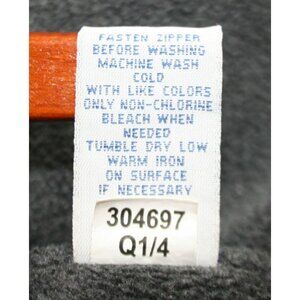 FASTEN ZIPPER
BEFORE WASHING
MACHINE WASH
COLD
WITH LIKE COLORS
ONLY NON-CHLORINE
BLEACH WHEN
NEEDED
TUMBLE DRY LOW
WARM IRON
ON SURFACE
IF NECESSARY
304697
Q1/4